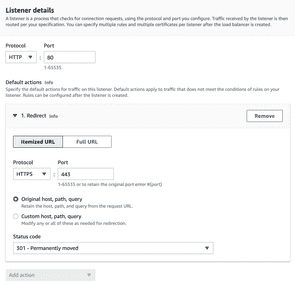 Listener details
A listener is a process that checks for connection requests, using the protocol and port you configure. Traffic received by the listener is then
routed per your specification. You can specify multiple rules and multiple certificates per listener after the load balancer is created.
Protocol Port
HTTP : 80
1-65535
Default actions Info
Specify the default actions for traffic on this listener. Default actions apply to traffic that does not meet the conditions of rules on your
listener. Rules can be configured after the listener is created.
1. Redirect Info Remove
Itemized URL Full URL
Protocol Port
HTTPS : 443
1-65535 or to retain the original port enter #{port}
Original host, path, query
Retain the host, path, and query from the request URL.
Custom host, path, query
Modify any or all of these as needed for redirection.
Status code
301 - Permanently moved
Add action